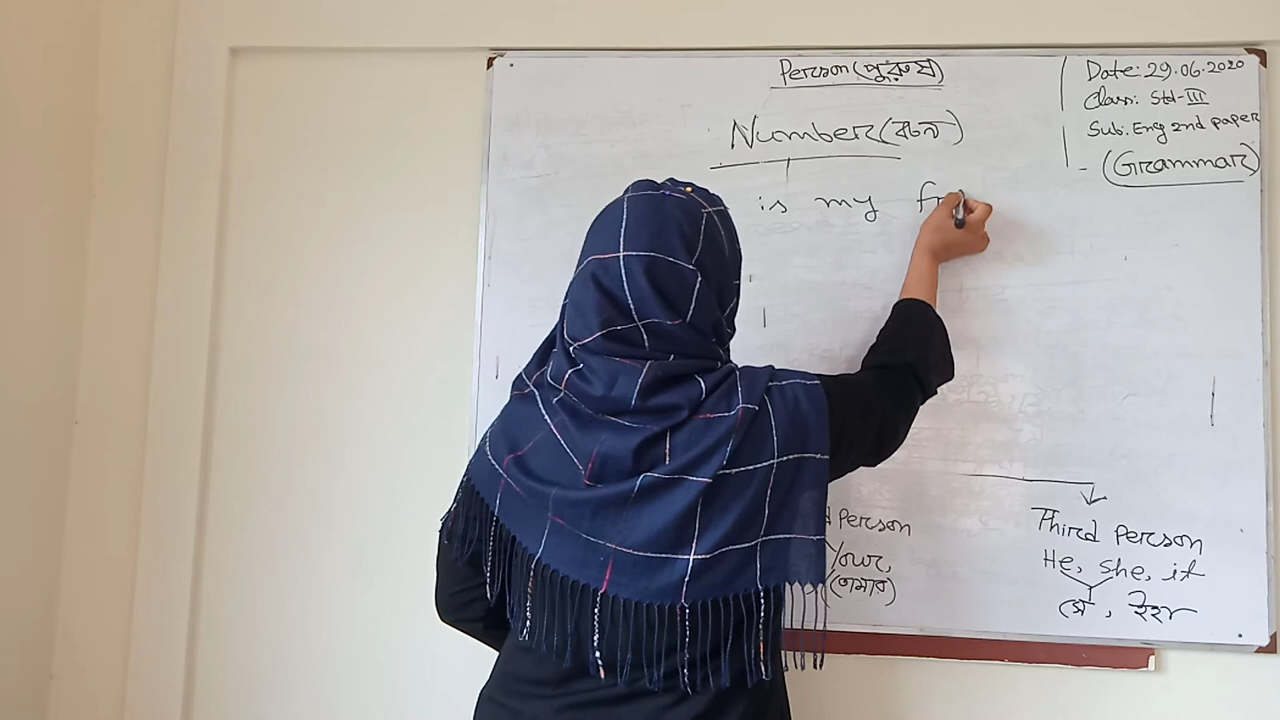 Person (পুরুষ)
Date: 29.06.2020
Class: Std-III
Sub: Eng 2nd paper
- (Grammar)
Number (বচন)
is my fr
Person
Your,
(তোমার)
Third Person
He, She, it
সে, ইহা